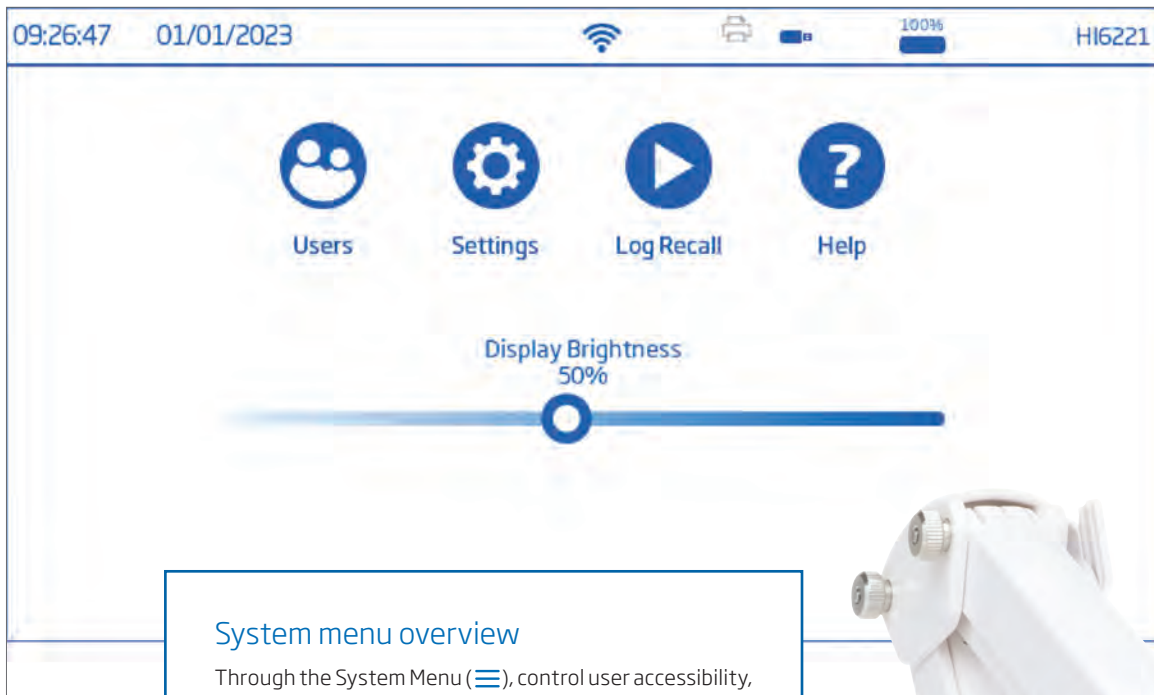 09:26:47 01/01/2023 100% HI6221
Users Settings Log Recall Help
Display Brightness
50%
System menu overview
Through the System Menu (☰), control user accessibility,